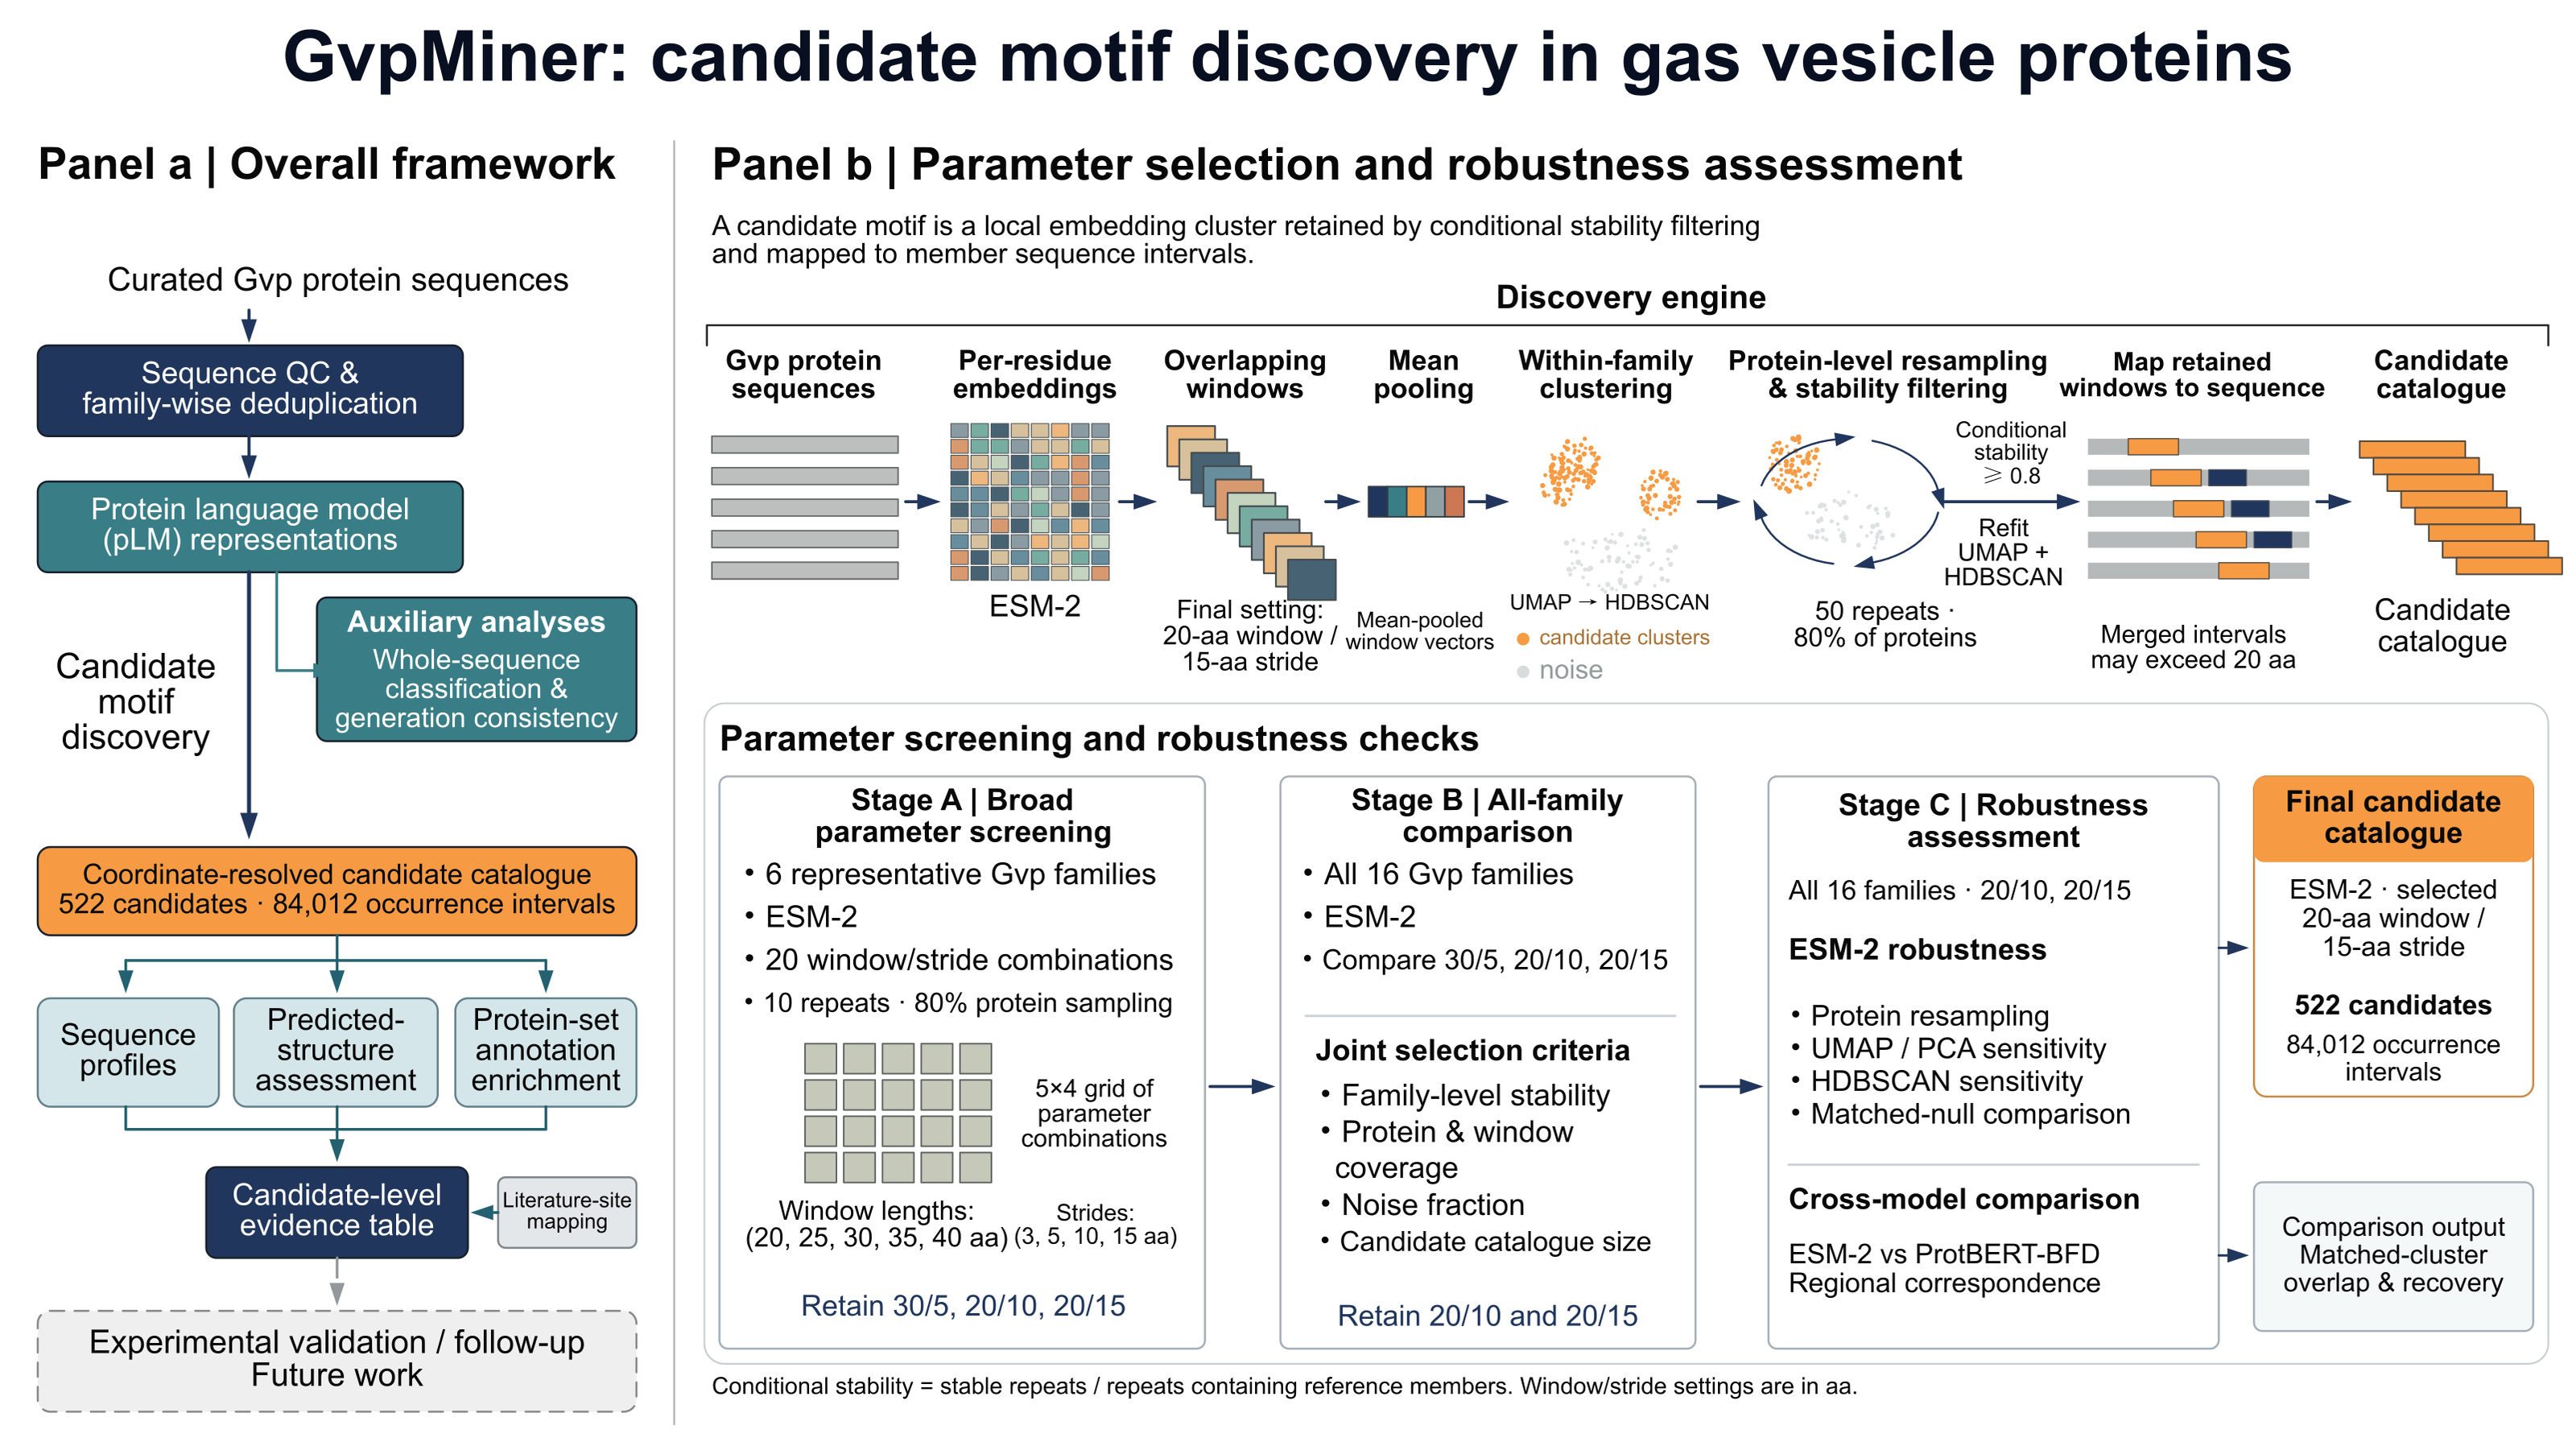 GvpMiner: candidate motif discovery in gas vesicle proteins
Panel a | Overall framework
Curated Gvp protein sequences
Sequence QC &
family-wise deduplication
Protein language model
(pLM) representations
Auxiliary analyses
Whole-sequence
classification &
generation consistency
Candidate
motif
discovery
Coordinate-resolved candidate catalogue
522 candidates · 84,012 occurrence intervals
Sequence
profiles
Predicted-
structure
assessment
Protein-set
annotation
enrichment
Candidate-level
evidence table
Literature-site
mapping
Experimental validation / follow-up
Future work
Panel b | Parameter selection and robustness assessment
A candidate motif is a local embedding cluster retained by conditional stability filtering
and mapped to member sequence intervals.
Discovery engine
Gvp protein
sequences
Per-residue
embeddings
ESM-2
Overlapping
windows
Final setting:
20-aa window /
15-aa stride
Mean
pooling
Mean-pooled
window vectors
Within-family
clustering
UMAP → HDBSCAN
candidate clusters
noise
Protein-level resampling
& stability filtering
Conditional
stability
⩾ 0.8
Refit
UMAP +
HDBSCAN
50 repeats ·
80% of proteins
Map retained
windows to sequence
Merged intervals
may exceed 20 aa
Candidate
catalogue
Candidate
catalogue
Parameter screening and robustness checks
Stage A | Broad
parameter screening
• 6 representative Gvp families
• ESM-2
• 20 window/stride combinations
• 10 repeats · 80% protein sampling
5×4 grid of
parameter
combinations
Window lengths:
(20, 25, 30, 35, 40 aa)
Strides:
(3, 5, 10, 15 aa)
Retain 30/5, 20/10, 20/15
Stage B | All-family
comparison
• All 16 Gvp families
• ESM-2
• Compare 30/5, 20/10, 20/15
Joint selection criteria
• Family-level stability
• Protein & window
coverage
• Noise fraction
• Candidate catalogue size
Retain 20/10 and 20/15
Stage C | Robustness
assessment
All 16 families · 20/10, 20/15
ESM-2 robustness
• Protein resampling
• UMAP / PCA sensitivity
• HDBSCAN sensitivity
• Matched-null comparison
Cross-model comparison
ESM-2 vs ProtBERT-BFD
Regional correspondence
Final candidate
catalogue
ESM-2 · selected
20-aa window /
15-aa stride
522 candidates
84,012 occurrence
intervals
Comparison output
Matched-cluster
overlap & recovery
Conditional stability = stable repeats / repeats containing reference members. Window/stride settings are in aa.